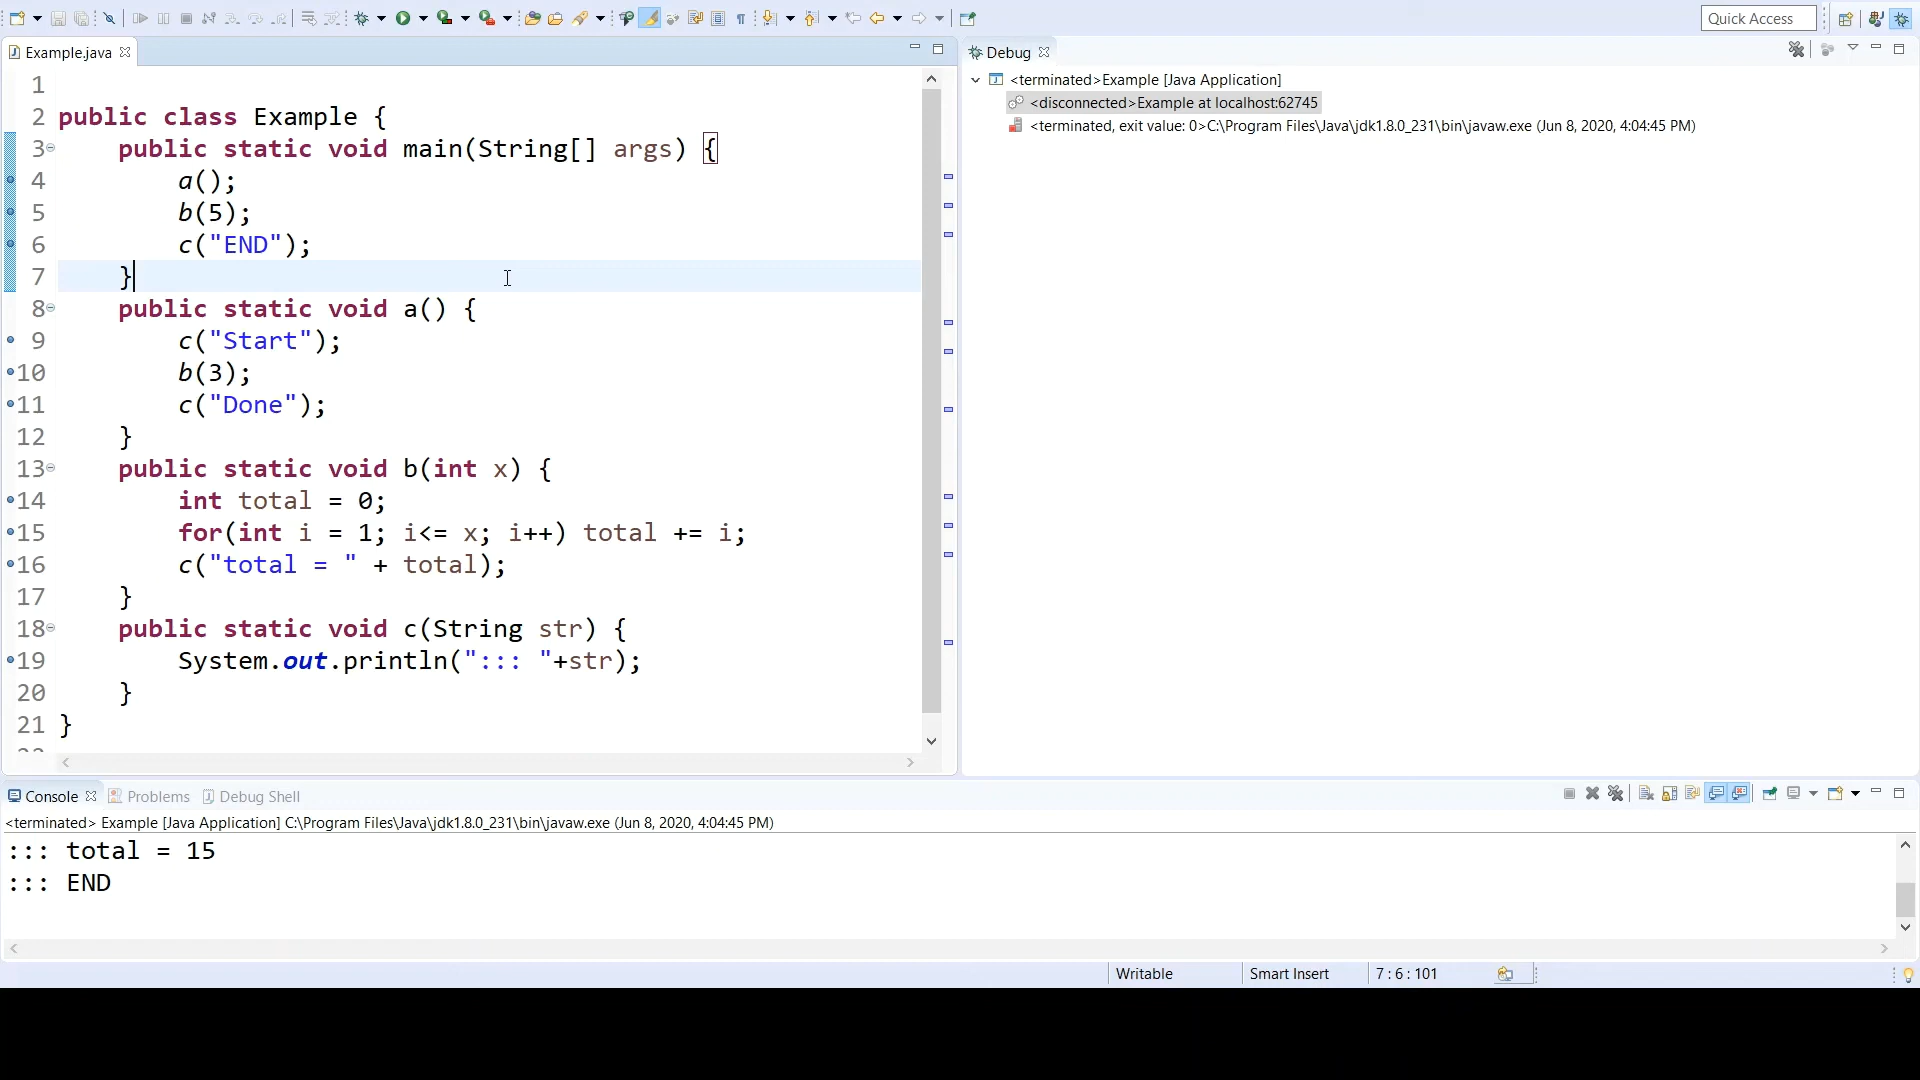 Quick Access
Example.java
1
2 public class Example {
3 public static void main(String[] args) {
4 a();
5 b(5);
6 c("END");
7 }
8 public static void a() {
9 c("Start");
10 b(3);
11 c("Done");
12 }
13 public static void b(int x) {
14 int total = 0;
15 for(int i = 1; i<= x; i++) total += i;
16 c("total = " + total);
17 }
18 public static void c(String str) {
19 System.out.println("::: "+str);
20 }
21 }
Debug
<terminated>Example [Java Application]
<disconnected>Example at localhost:62745
<terminated, exit value: 0>C:\Program Files\Java\jdk1.8.0_231\bin\javaw.exe (Jun 8, 2020, 4:04:45 PM)
Console Problems Debug Shell
<terminated> Example [Java Application] C:\Program Files\Java\jdk1.8.0_231\bin\javaw.exe (Jun 8, 2020, 4:04:45 PM)
::: total = 15
::: END
Writable Smart Insert 7 : 6 : 101